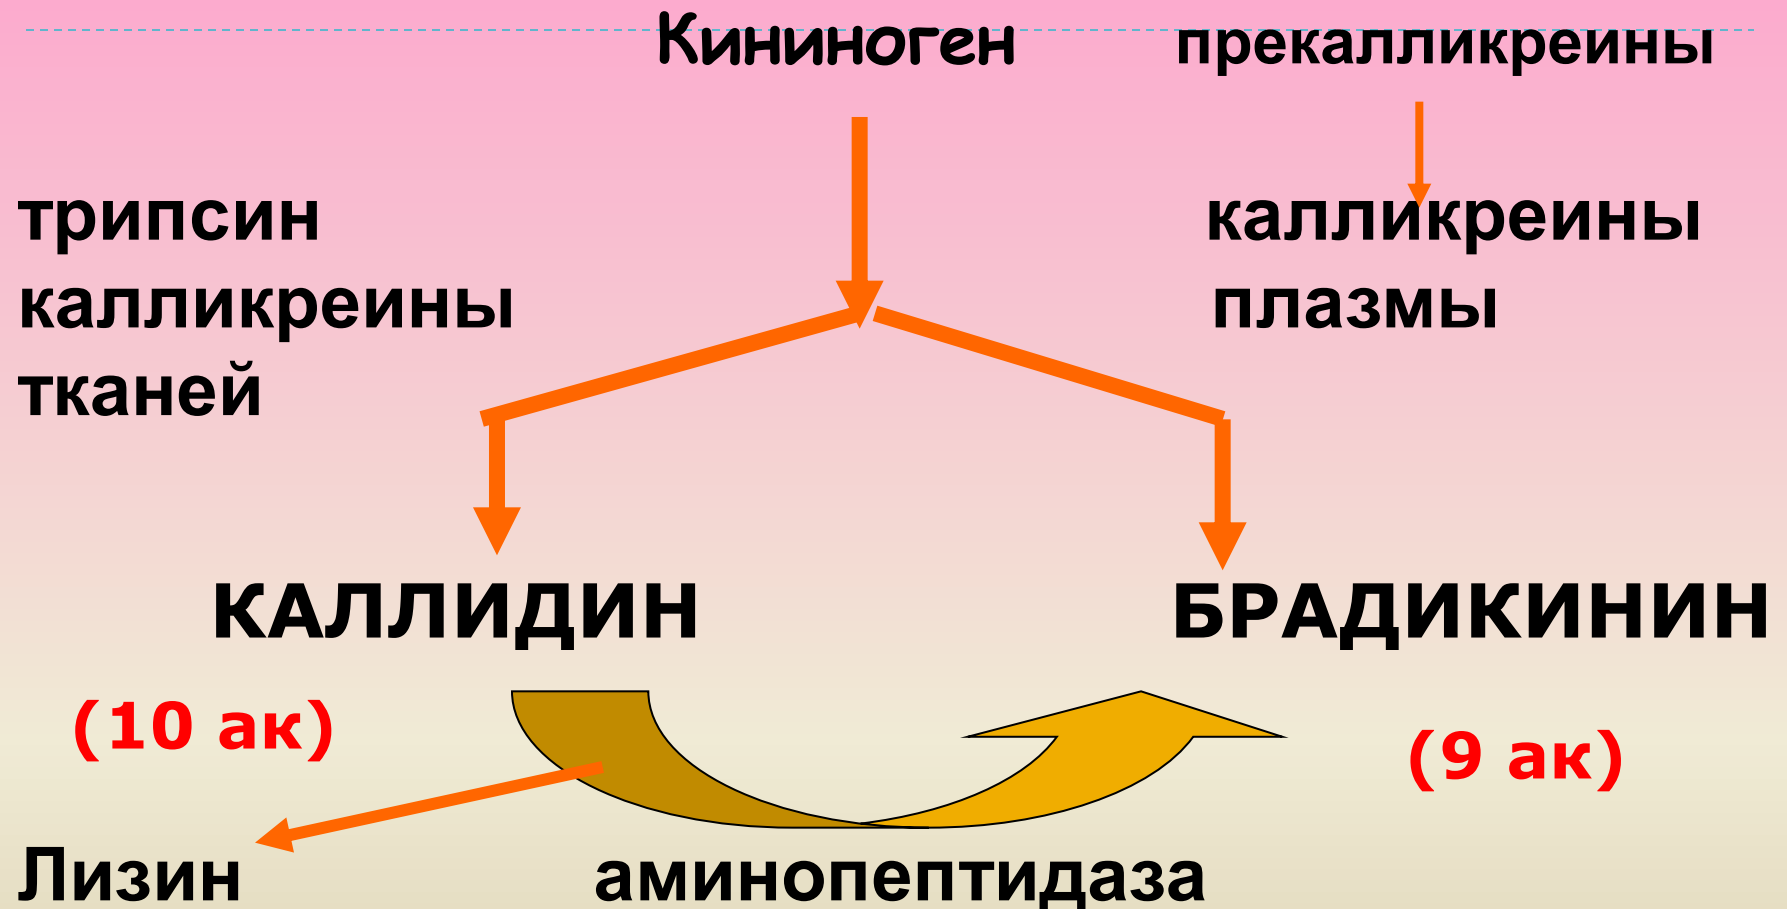 Кининоген
прекалликреины
трипсин
калликреины
тканей
калликреины
плазмы
КАЛЛИДИН
БРАДИКИНИН
(10 ак)
(9 ак)
Лизин
аминопептидаза